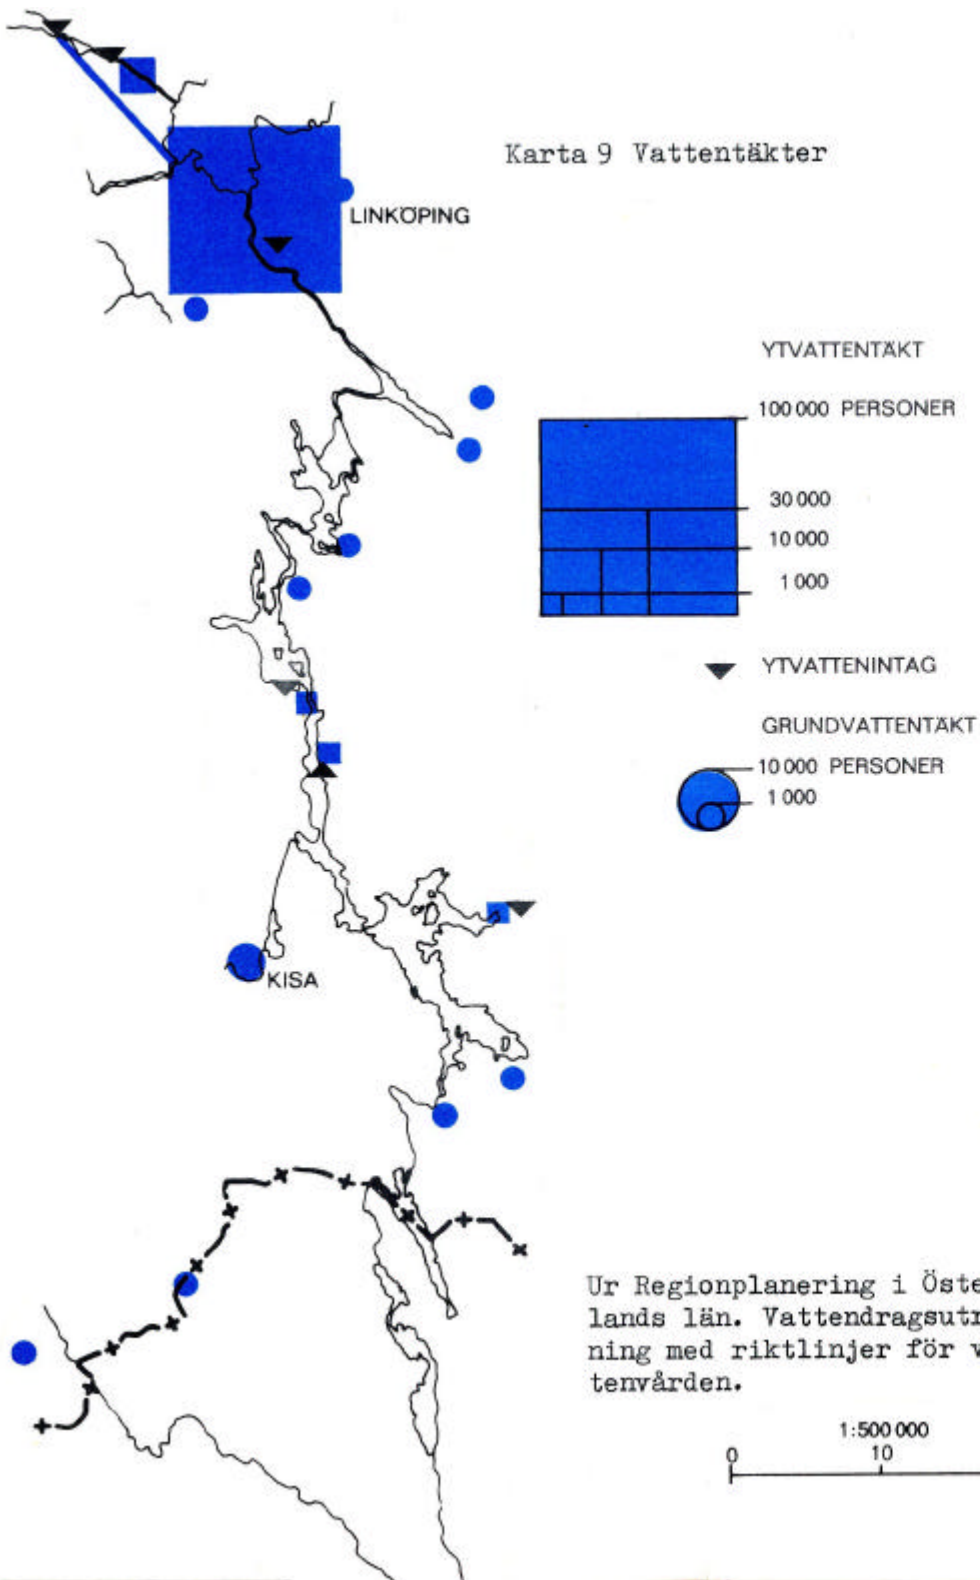 Karta 9 Vattentäkter
LINKÖPING
YTVATTENTÄKT
100 000 PERSONER
30 000
10 000
1 000
YTVATTENINTAG
GRUNDVATTENTÄKT
10 000 PERSONER
1 000
KISA
Ur Regionplanering i Öste
lands län. Vattendragsutr
ning med riktlinjer för v
tenvården.
1:500 000
0 10